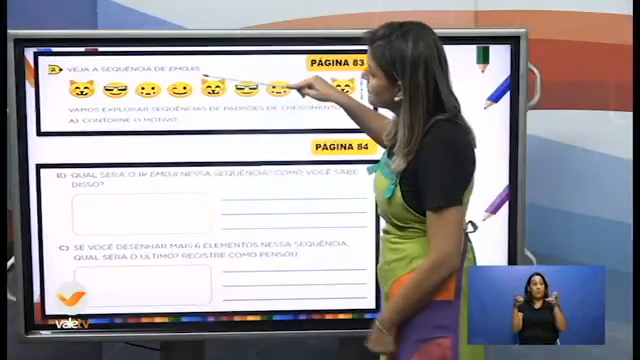 VEJA A SEQUÊNCIA DE EMOJIS
PÁGINA 83
VAMOS EXPLORAR SEQUÊNCIAS DE PADRÕES DE
A) CONTORNE O MOTIVO.
PÁGINA 84
B) QUAL SERÁ O EMOJI NESSA SEQUÊNCIA? COMO VOCÊ SABE
DISSO?
C) SE VOCÊ DESENHAR MAIS 6 ELEMENTOS NESSA SEQUÊNCIA,
QUAL SERÁ O ÚLTIMO? REGISTRE COMO PENSOU.
valetv